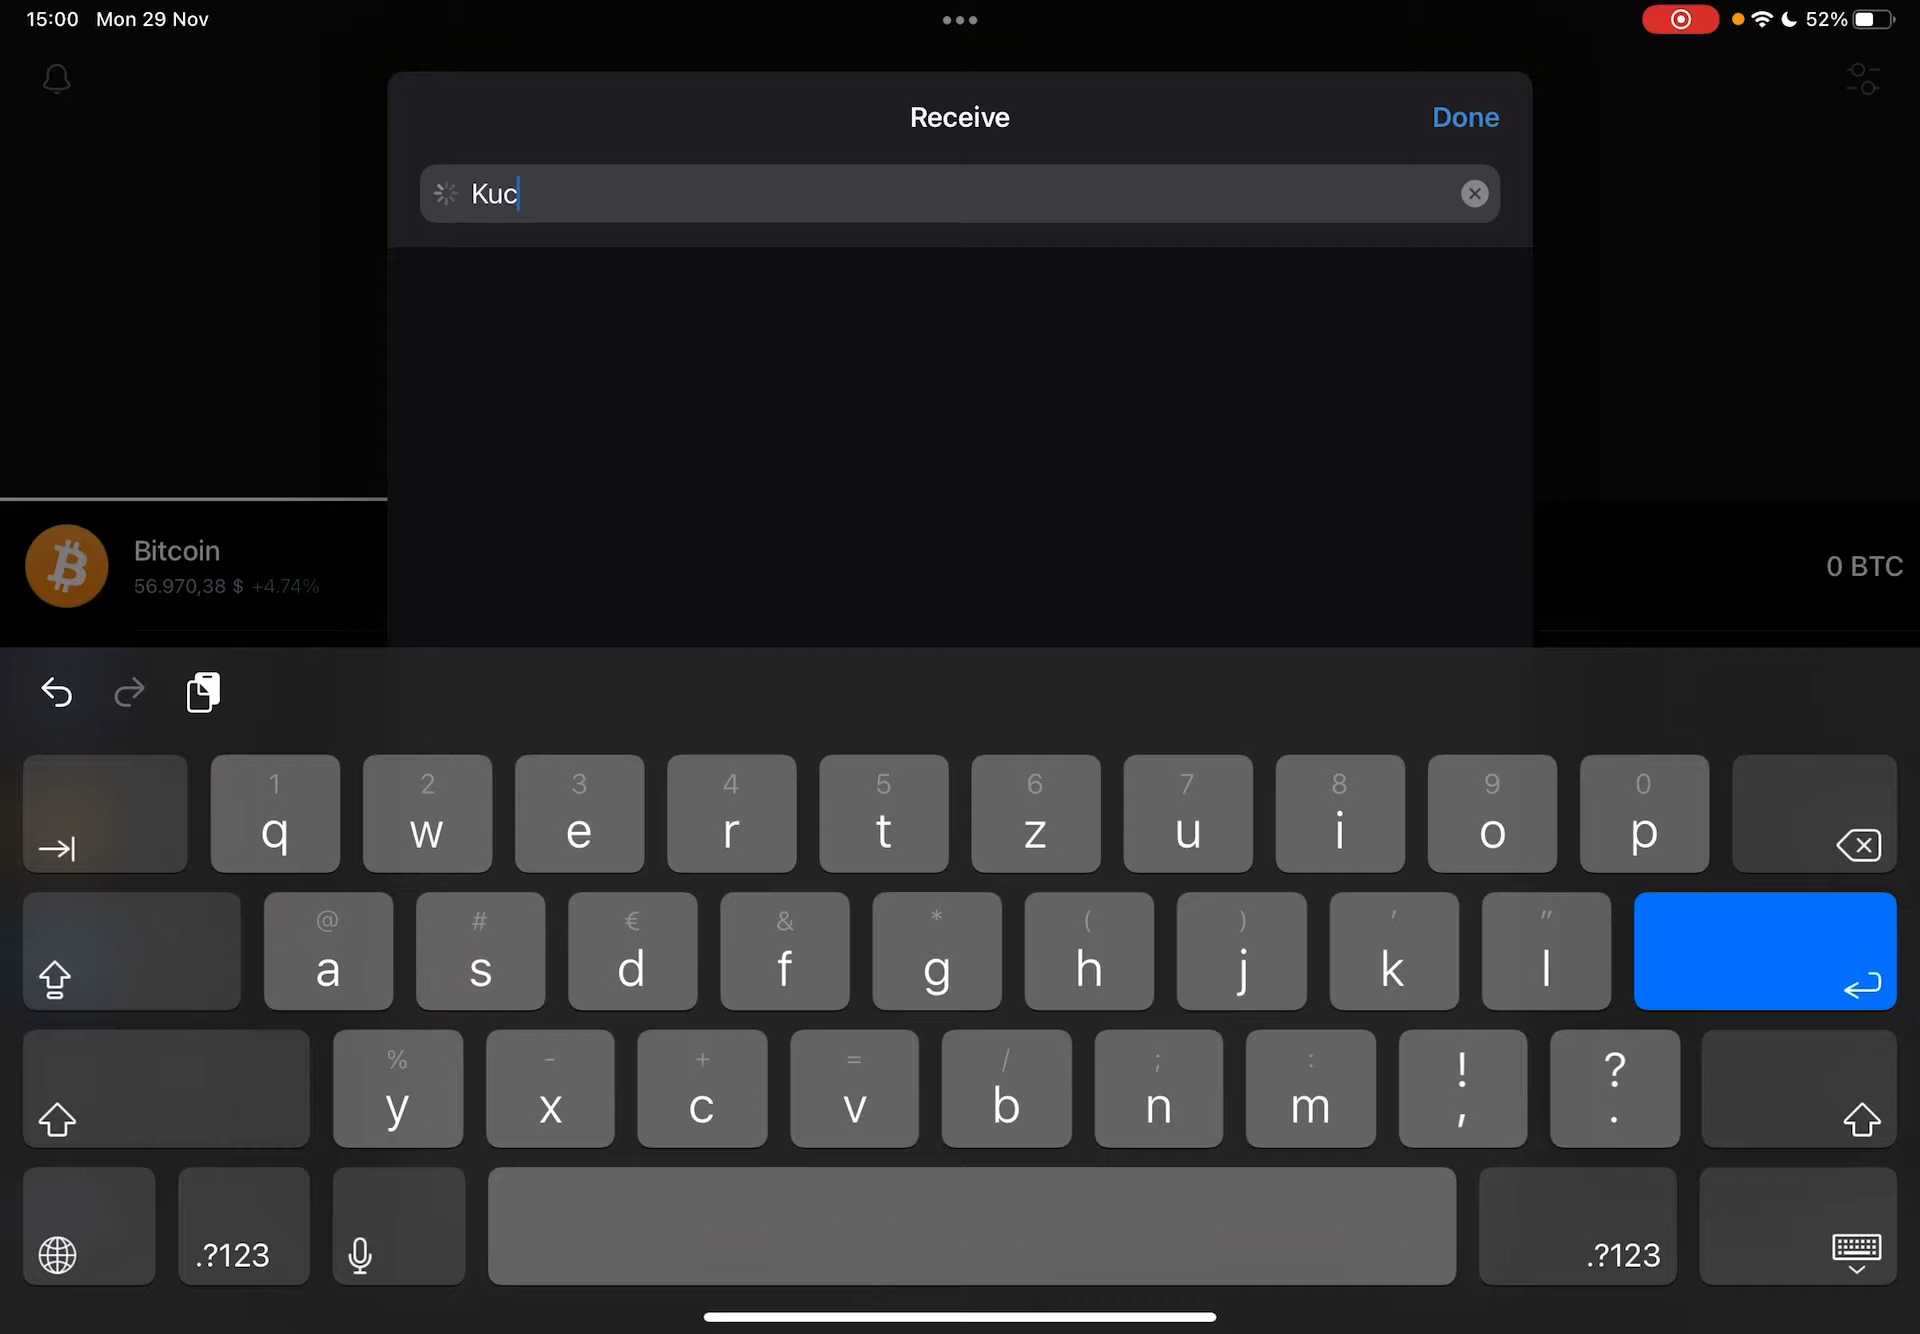 15:00 Mon 29 Nov
52%
Receive
Done
Kuc
Bitcoin
56.970,38 $ +4.74%
0 BTC
1 2 3 4 5 6 7 8 9 0
q w e r t z u i o p
@ # € & * ( ) ' "
a s d f g h j k l
% - + = / ; : ! ?
y x c v b n m , .
.?123
.?123